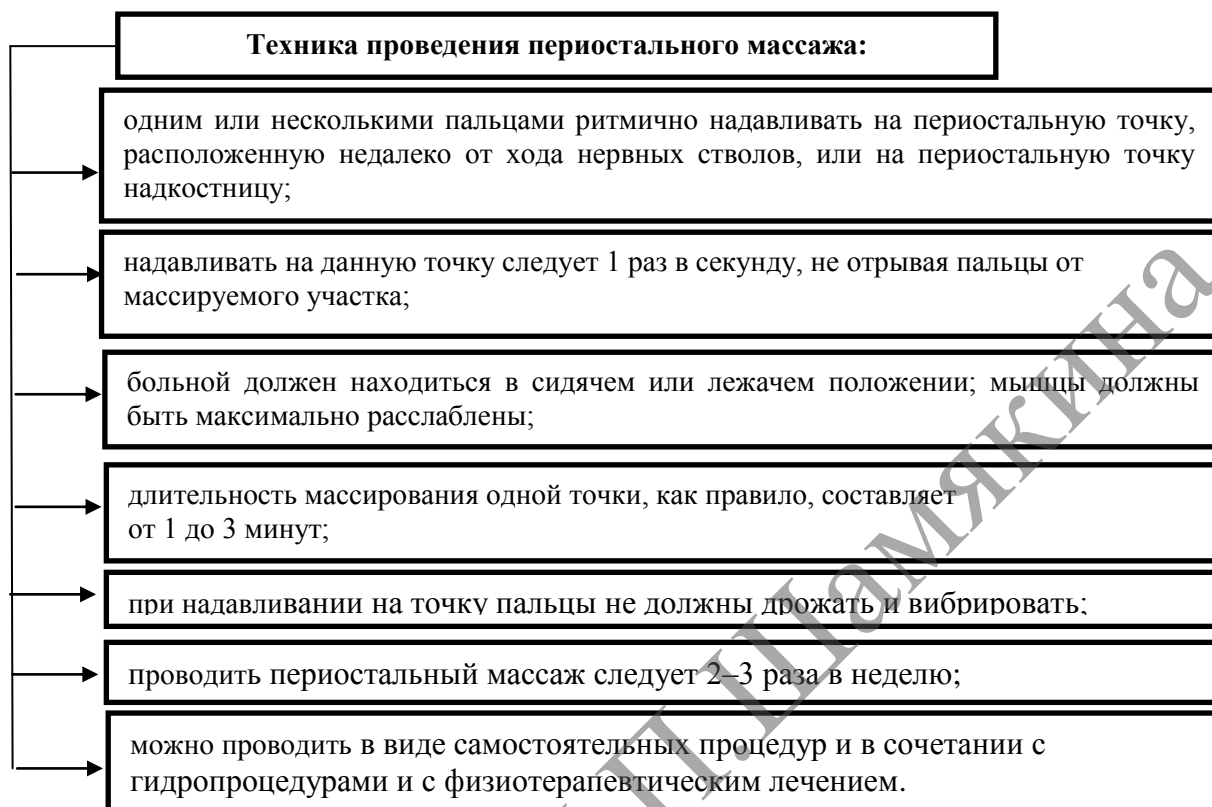 Техника проведения периостального массажа:
одним или несколькими пальцами ритмично надавливать на периостальную точку,
расположенную недалеко от хода нервных стволов, или на периостальную точку
надкостницу;
надавливать на данную точку следует 1 раз в секунду, не отрывая пальцы от
массируемого участка;
больной должен находиться в сидячем или лежачем положении; мышцы должны
быть максимально расслаблены;
длительность массирования одной точки, как правило, составляет
от 1 до 3 минут;
при надавливании на точку пальцы не должны дрожать и вибрировать;
проводить периостальный массаж следует 2–3 раза в неделю;
можно проводить в виде самостоятельных процедур и в сочетании с
гидропроцедурами и с физиотерапевтическим лечением.
П.Шамякина